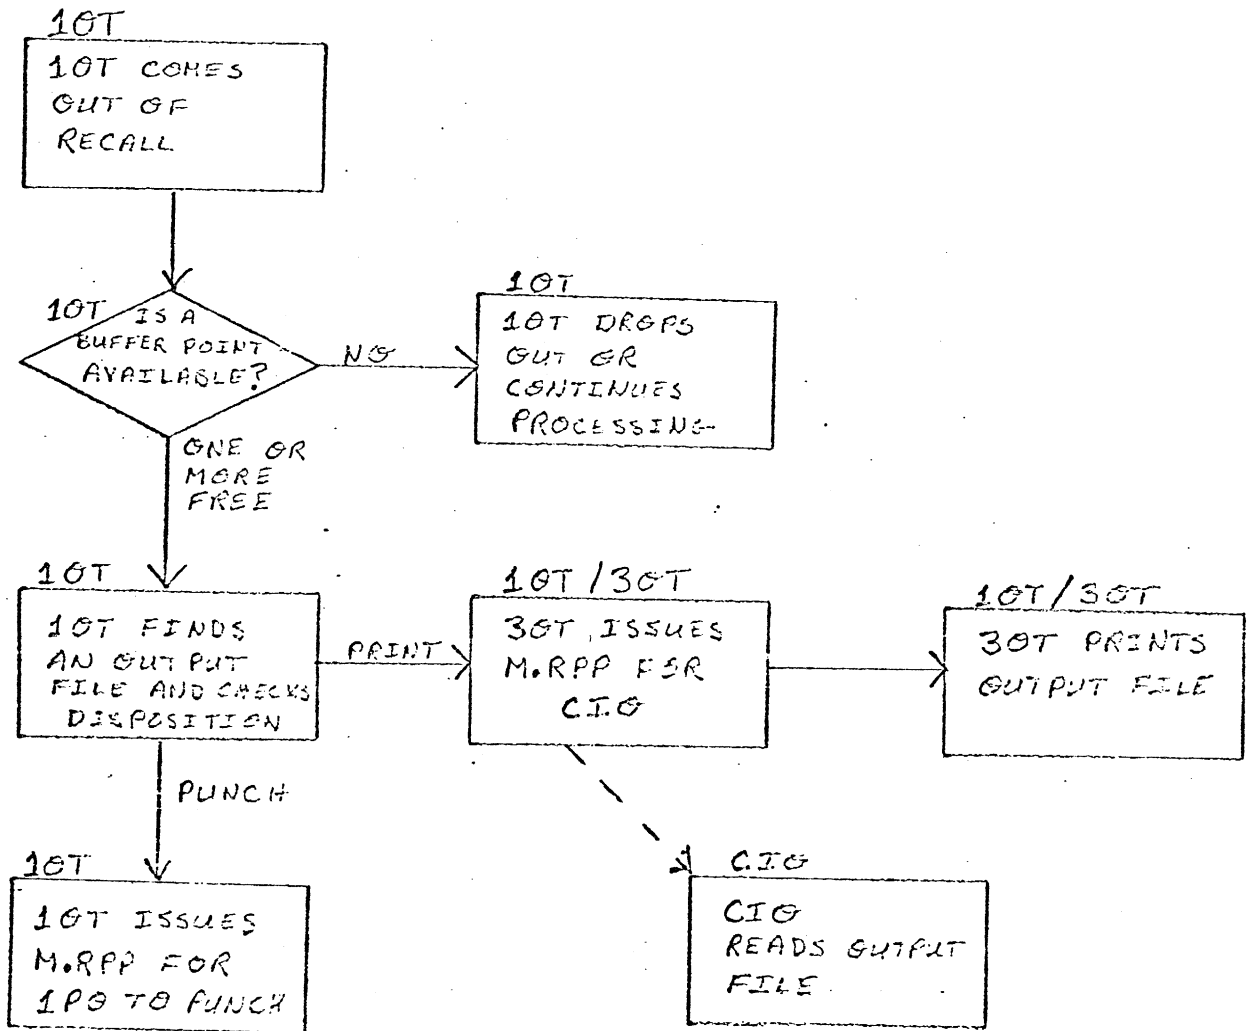 1OT
1OT COMES
OUT OF
RECALL
1OT
IS A
BUFFER POINT
AVAILABLE?
NO
1OT
1OT DROPS
OUT OR
CONTINUES
PROCESSING
ONE OR
MORE
FREE
1OT
1OT FINDS
AN OUTPUT
FILE AND CHECKS
DISPOSITION
PRINT
1OT/3OT
3OT ISSUES
M.RPP FOR
CIO
1OT/3OT
3OT PRINTS
OUTPUT FILE
PUNCH
1OT
1OT ISSUES
M.RPP FOR
1PO TO PUNCH
CIO
CIO
READS OUTPUT
FILE